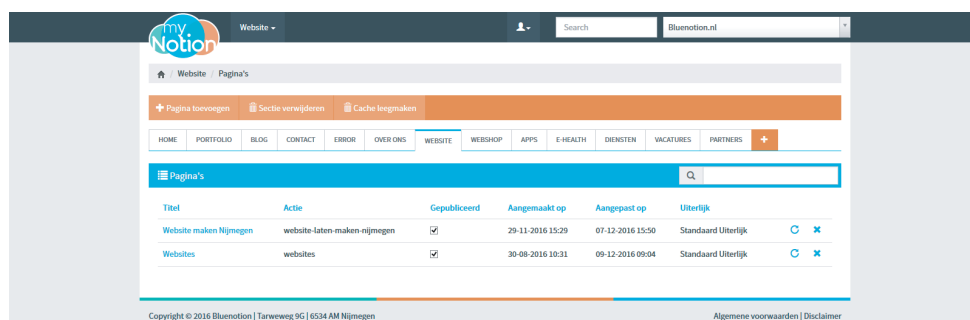 my Notion
Website
Search
Bluenotion.nl
/ Website / Pagina's
Pagina toevoegen Sectie verwijderen Cache leegmaken
HOME PORTFOLIO BLOG CONTACT ERROR OVER ONS WEBSITE WEBSHOP APPS E-HEALTH DIENSTEN VACATURES PARTNERS +
Pagina's
Titel Actie Gepubliceerd Aangemaakt op Aangepast op Uiterlijk
Website maken Nijmegen website-laten-maken-nijmegen 29-11-2016 15:29 07-12-2016 15:50 Standaard Uiterlijk
Websites websites 30-08-2016 10:31 09-12-2016 09:04 Standaard Uiterlijk
Copyright © 2016 Bluenotion | Tarweweg 9G | 6534 AM Nijmegen Algemene voorwaarden | Disclaimer